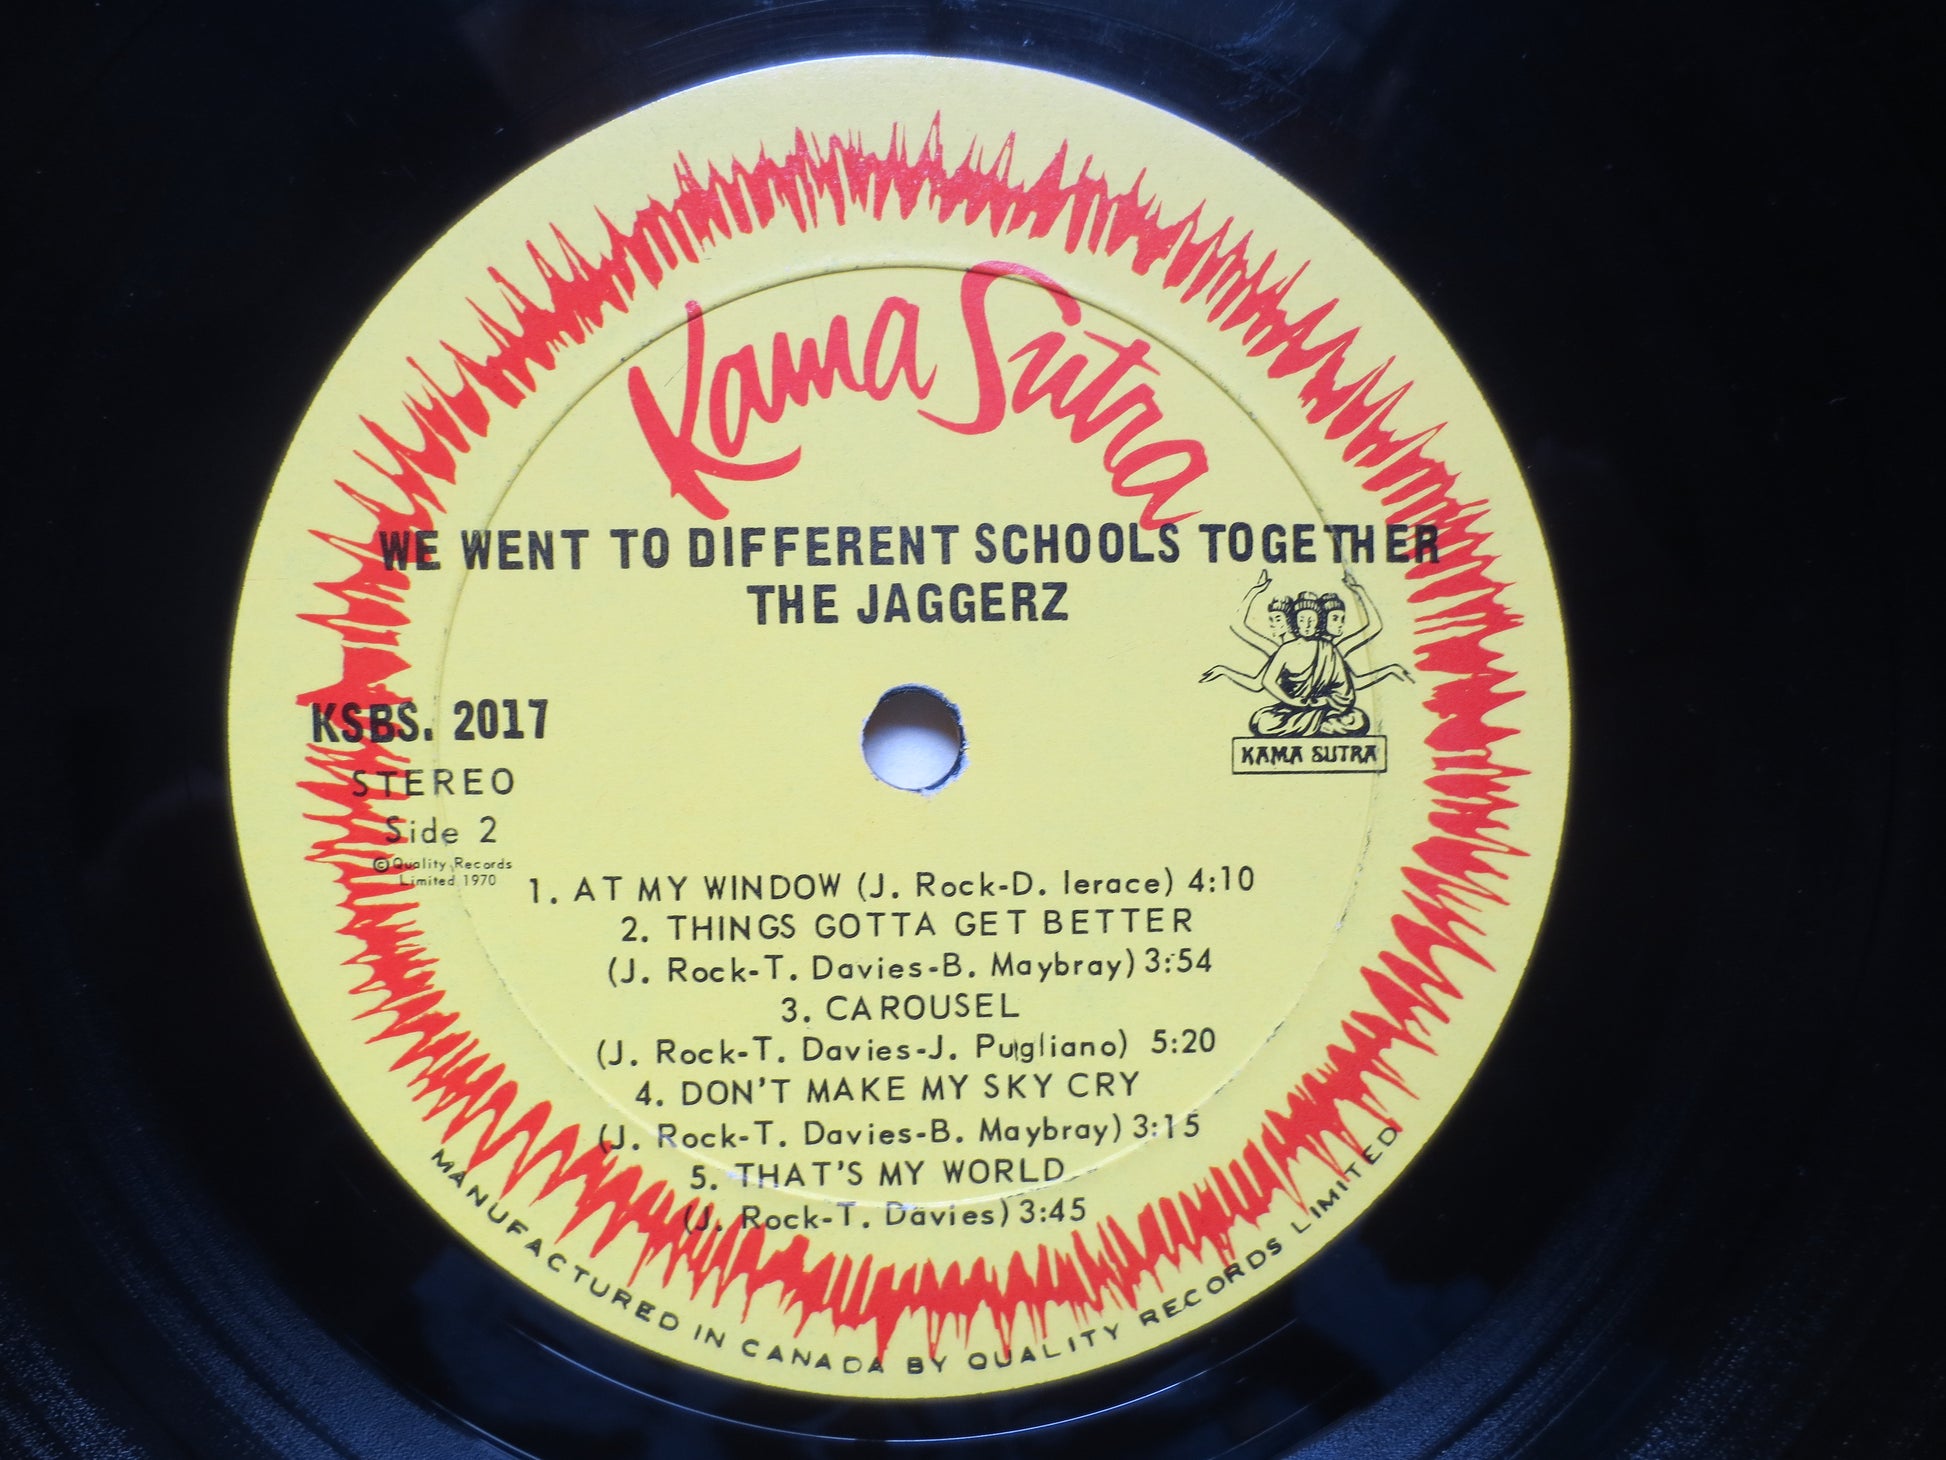 Kama Sutra
WE WENT TO DIFFERENT SCHOOLS TOGETHER
THE JAGGERZ
KAMA SUTRA
KSBS. 2017
STEREO
Side 2
© Quality Records
Limited 1970
1. AT MY WINDOW (J. Rock-D. Ierace) 4:10
2. THINGS GOTTA GET BETTER
(J. Rock-T. Davies-B. Maybray) 3:54
3. CAROUSEL
(J. Rock-T. Davies-J. Pugliano) 5:20
4. DON'T MAKE MY SKY CRY
(J. Rock-T. Davies-B. Maybray) 3:15
5. THAT'S MY WORLD
(J. Rock-T. Davies) 3:45
MANUFACTURED IN CANADA BY QUALITY RECORDS LIMITED